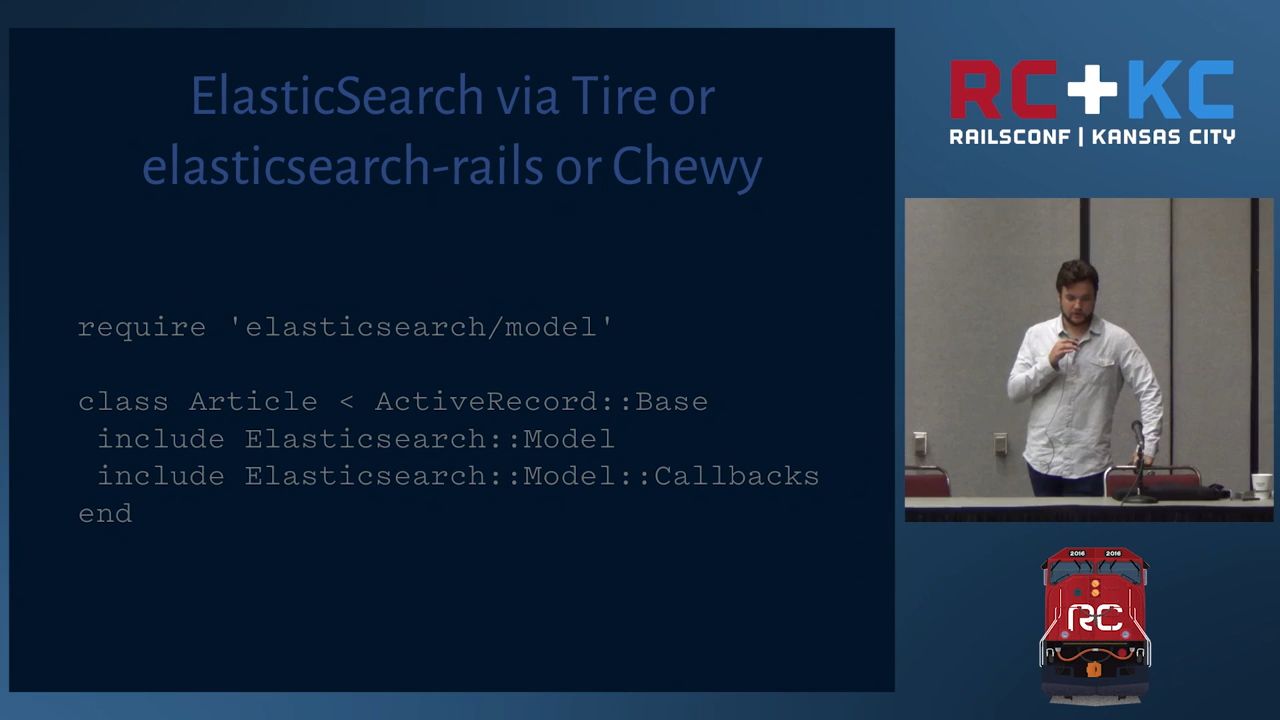 ElasticSearch via Tire or
elasticsearch-rails or Chewy
require 'elasticsearch/model'
class Article < ActiveRecord::Base
include Elasticsearch::Model
include Elasticsearch::Model::Callbacks
end
RC+KC
RAILSCONF | KANSAS CITY
2016 2016
RC